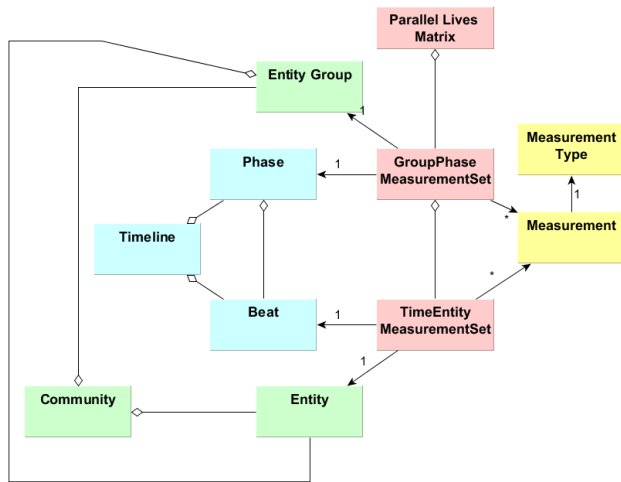 Parallel Lives
Matrix
Entity Group
1
Measurement
Type
Phase
1
GroupPhase
MeasurementSet
1
*
Measurement
Timeline
*
Beat
1
TimeEntity
MeasurementSet
1
Community
Entity